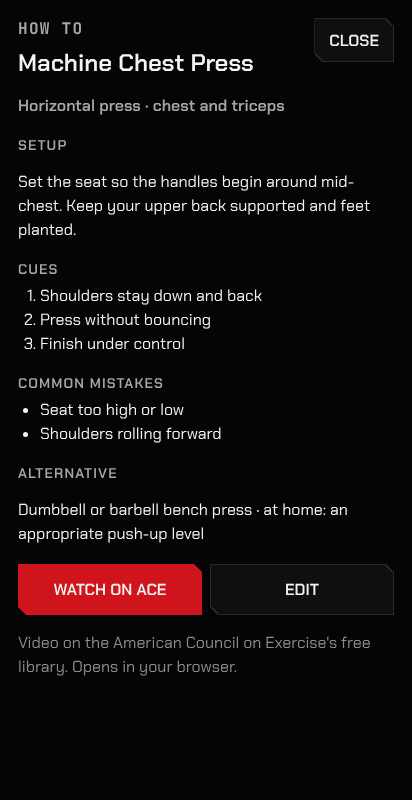 HOW TO
CLOSE
Machine Chest Press
Horizontal press · chest and triceps
SETUP
Set the seat so the handles begin around mid-
chest. Keep your upper back supported and feet
planted.
CUES
1. Shoulders stay down and back
2. Press without bouncing
3. Finish under control
COMMON MISTAKES
• Seat too high or low
• Shoulders rolling forward
ALTERNATIVE
Dumbbell or barbell bench press · at home: an
appropriate push-up level
WATCH ON ACE
EDIT
Video on the American Council on Exercise's free
library. Opens in your browser.